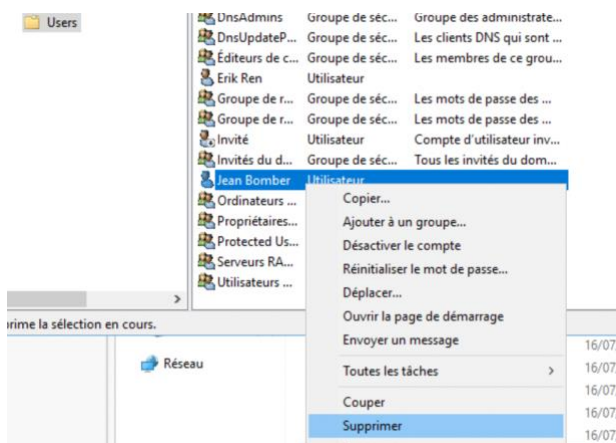 Users
DnsAdmins Groupe de séc... Groupe des administrate...
DnsUpdateP... Groupe de séc... Les clients DNS qui sont ...
Éditeurs de c... Groupe de séc... Les membres de ce grou...
Erik Ren Utilisateur
Groupe de r... Groupe de séc... Les mots de passe des ...
Groupe de r... Groupe de séc... Les mots de passe des ...
Invité Utilisateur Compte d'utilisateur inv...
Invités du d... Groupe de séc... Tous les invités du dom...
Jean Bomber Utilisateur
Ordinateurs ...
Propriétaires...
Protected Us...
Serveurs RA...
Utilisateurs ...
Copier...
Ajouter à un groupe...
Désactiver le compte
Réinitialiser le mot de passe...
Déplacer...
Ouvrir la page de démarrage
Envoyer un message
Toutes les tâches
Couper
Supprimer
rime la sélection en cours.
Réseau
16/07
16/07
16/07
16/07
16/07